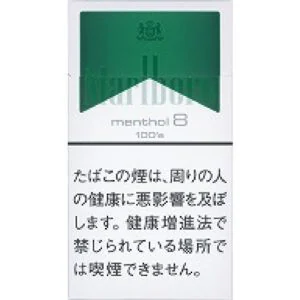 Marlboro
menthol 8
100's
たばこの煙は、周りの人
の健康に悪影響を及ぼ
します。健康増進法で
禁じられている場所で
は喫煙できません。